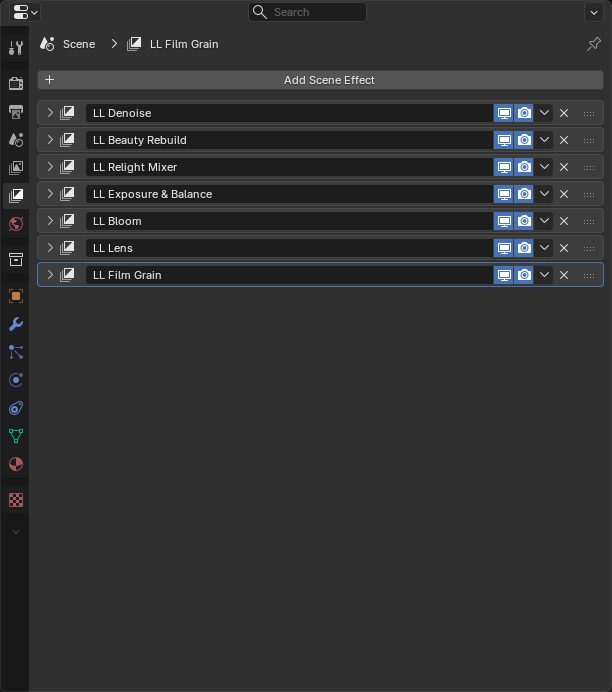 Search
Scene
LL Film Grain
Add Scene Effect
LL Denoise
LL Beauty Rebuild
LL Relight Mixer
LL Exposure & Balance
LL Bloom
LL Lens
LL Film Grain